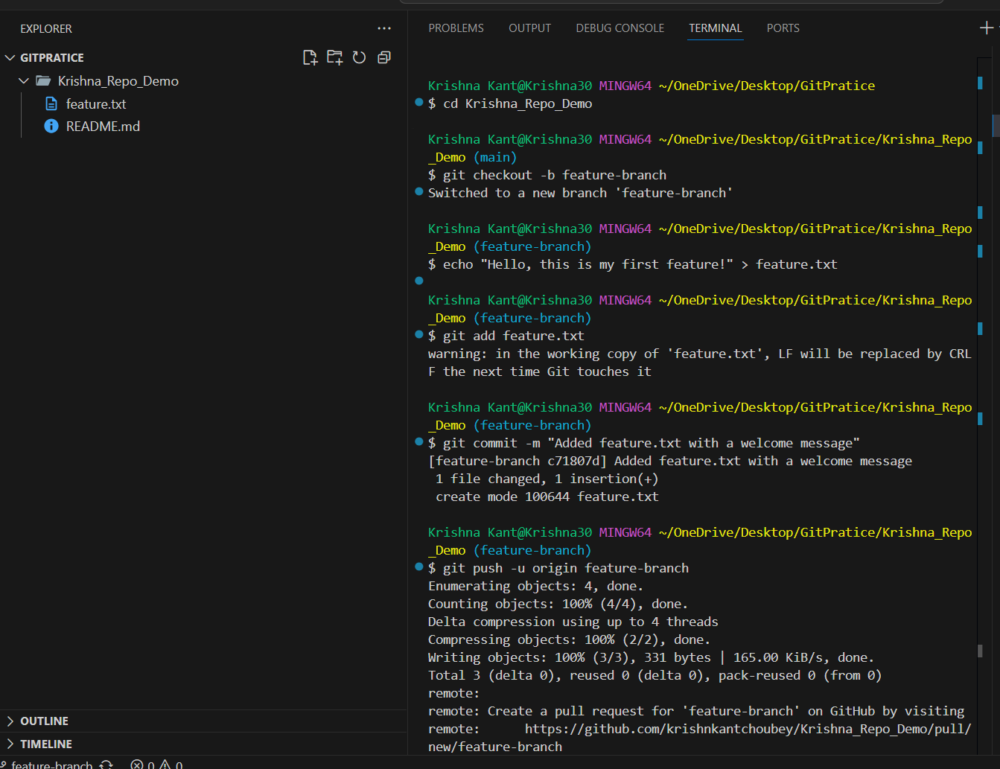 EXPLORER
GITPRATICE
Krishna_Repo_Demo
feature.txt
README.md
OUTLINE
TIMELINE
feature-branch 0 0
PROBLEMS OUTPUT DEBUG CONSOLE TERMINAL PORTS
Krishna Kant@Krishna30 MINGW64 ~/OneDrive/Desktop/GitPratice
$ cd Krishna_Repo_Demo
Krishna Kant@Krishna30 MINGW64 ~/OneDrive/Desktop/GitPratice/Krishna_Repo
_Demo (main)
$ git checkout -b feature-branch
Switched to a new branch 'feature-branch'
Krishna Kant@Krishna30 MINGW64 ~/OneDrive/Desktop/GitPratice/Krishna_Repo
_Demo (feature-branch)
$ echo "Hello, this is my first feature!" > feature.txt
Krishna Kant@Krishna30 MINGW64 ~/OneDrive/Desktop/GitPratice/Krishna_Repo
_Demo (feature-branch)
$ git add feature.txt
warning: in the working copy of 'feature.txt', LF will be replaced by CRL
F the next time Git touches it
Krishna Kant@Krishna30 MINGW64 ~/OneDrive/Desktop/GitPratice/Krishna_Repo
_Demo (feature-branch)
$ git commit -m "Added feature.txt with a welcome message"
[feature-branch c71807d] Added feature.txt with a welcome message
1 file changed, 1 insertion(+)
create mode 100644 feature.txt
Krishna Kant@Krishna30 MINGW64 ~/OneDrive/Desktop/GitPratice/Krishna_Repo
_Demo (feature-branch)
$ git push -u origin feature-branch
Enumerating objects: 4, done.
Counting objects: 100% (4/4), done.
Delta compression using up to 4 threads
Compressing objects: 100% (2/2), done.
Writing objects: 100% (3/3), 331 bytes | 165.00 KiB/s, done.
Total 3 (delta 0), reused 0 (delta 0), pack-reused 0 (from 0)
remote:
remote: Create a pull request for 'feature-branch' on GitHub by visiting
remote: https://github.com/krishnkantchoubey/Krishna_Repo_Demo/pull/
new/feature-branch